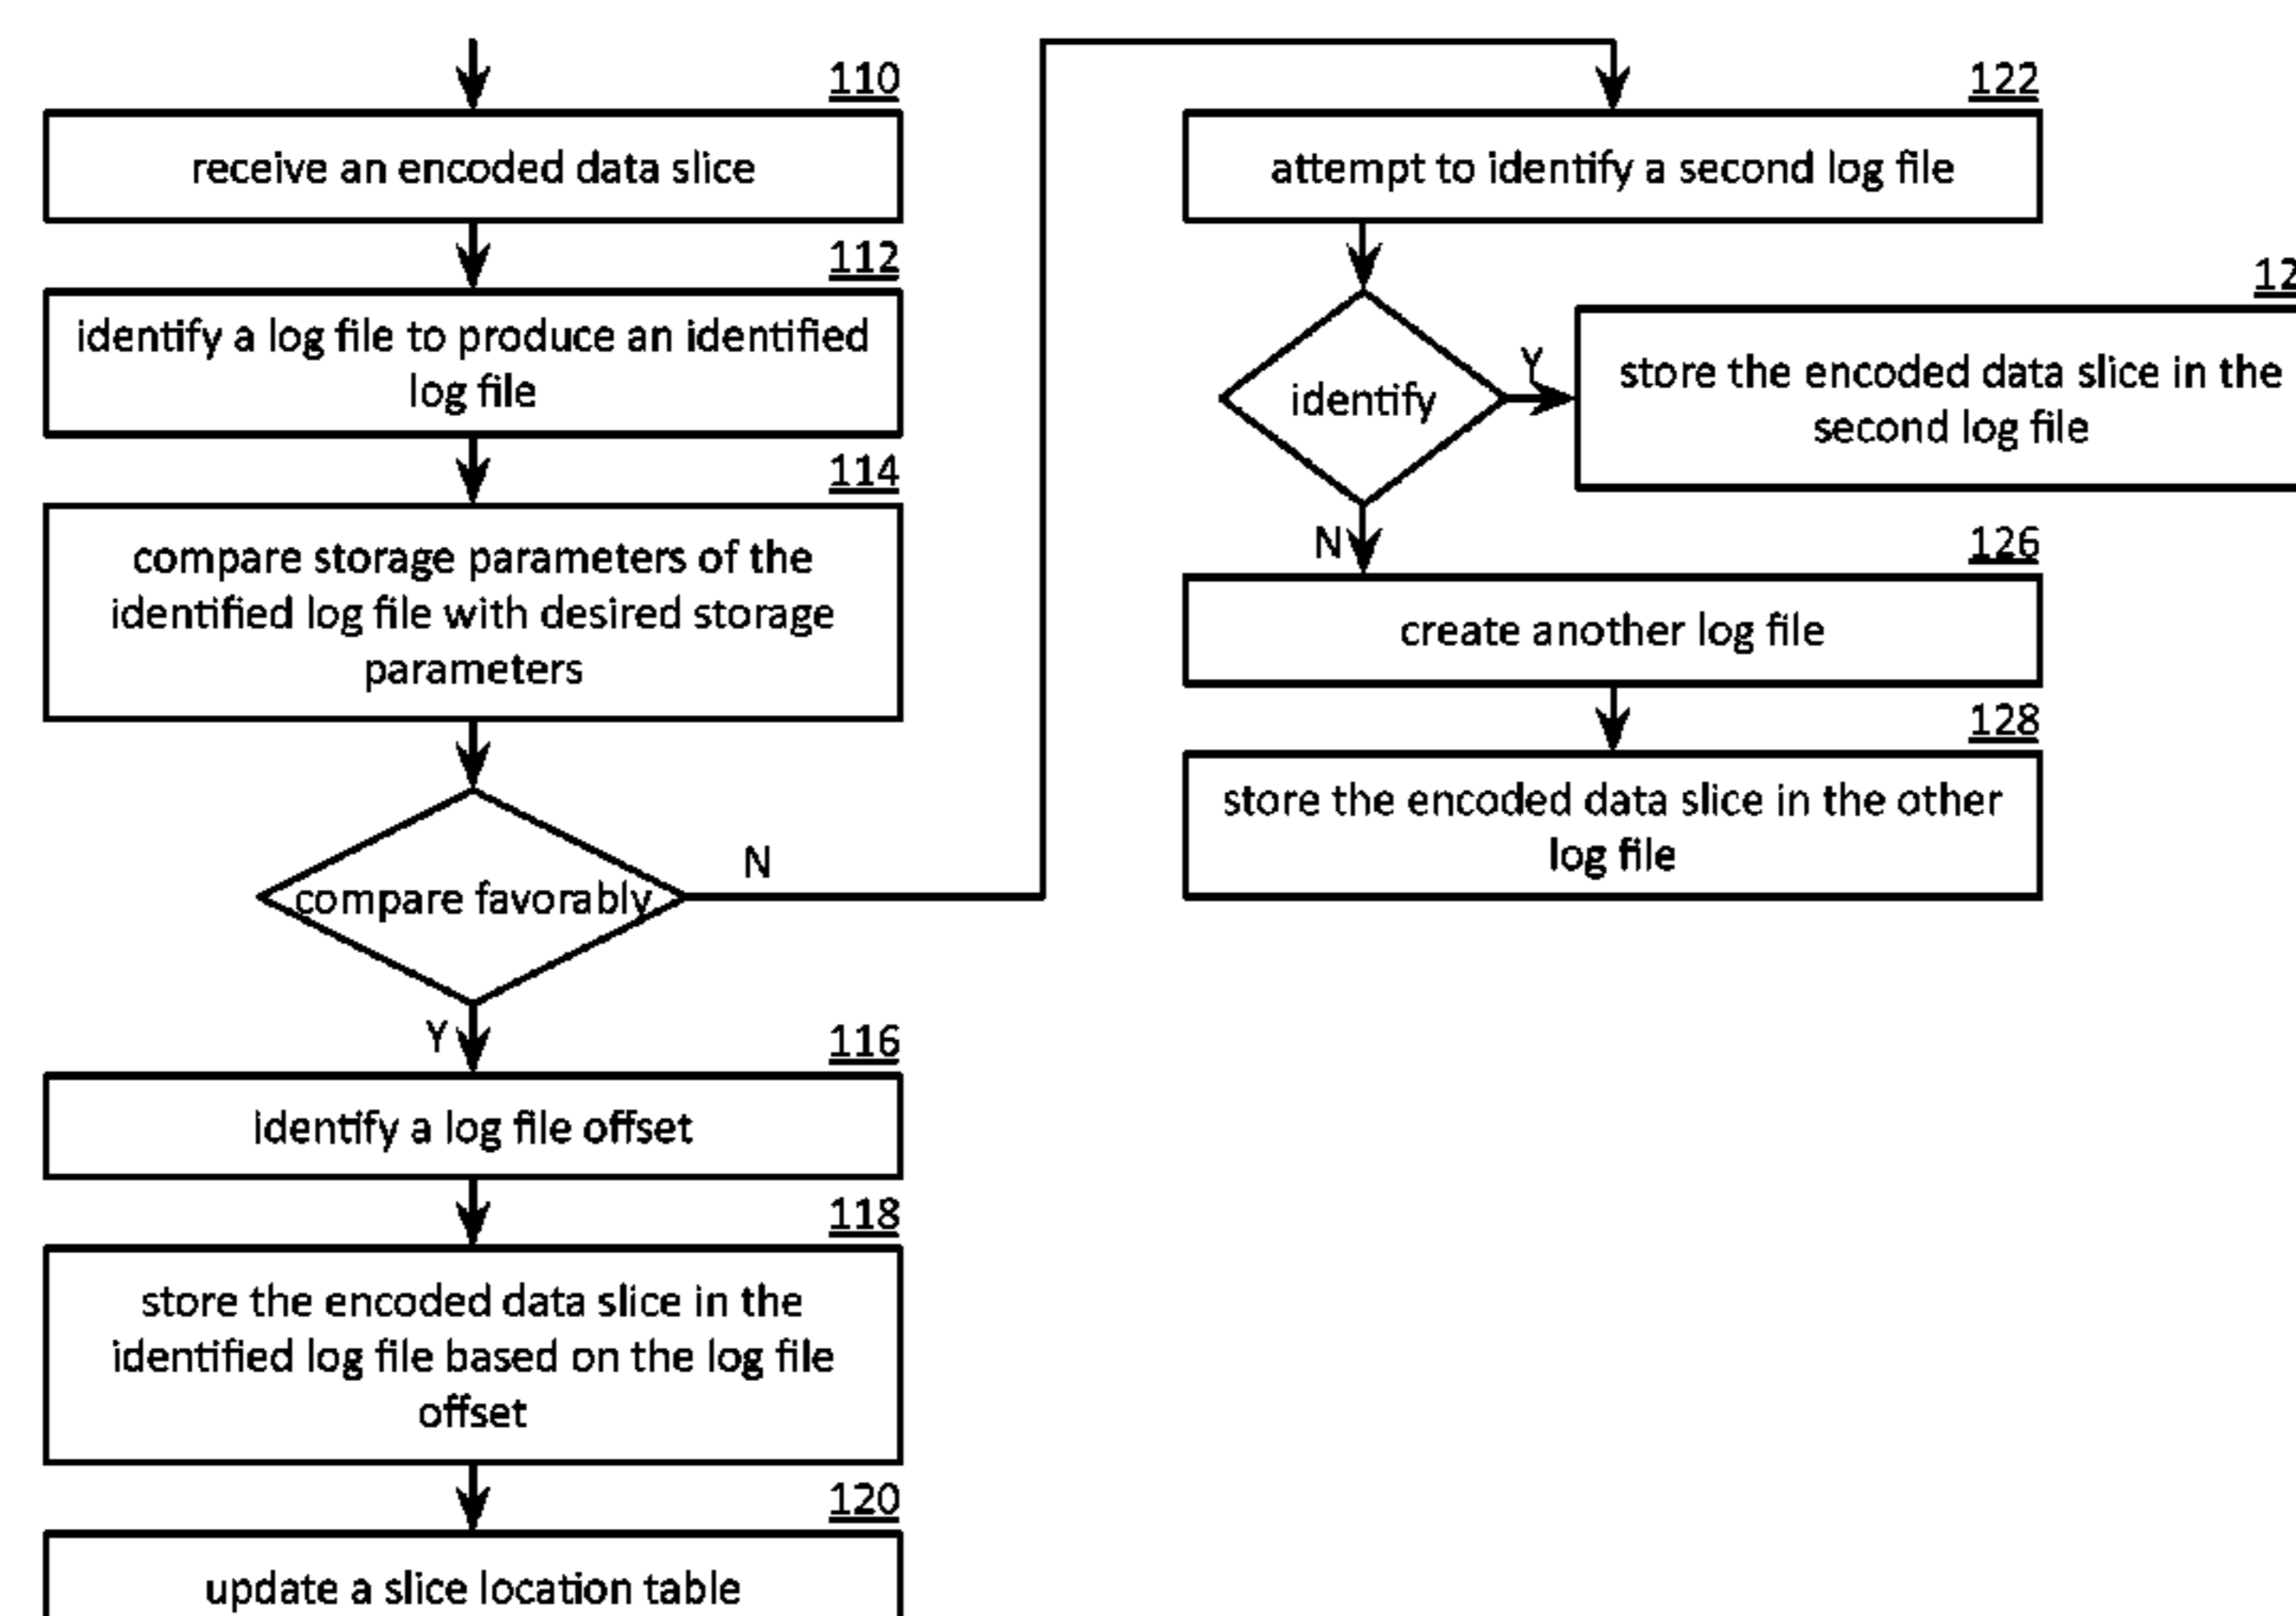 110
receive an encoded data slice
112
identify a log file to produce an identified
log file
114
compare storage parameters of the
identified log file with desired storage
parameters
compare favorably
N
Y
116
identify a log file offset
118
store the encoded data slice in the
identified log file based on the log file
offset
120
update a slice location table
122
attempt to identify a second log file
identify
Y
store the encoded data slice in the
second log file
N
126
create another log file
128
store the encoded data slice in the other
log file